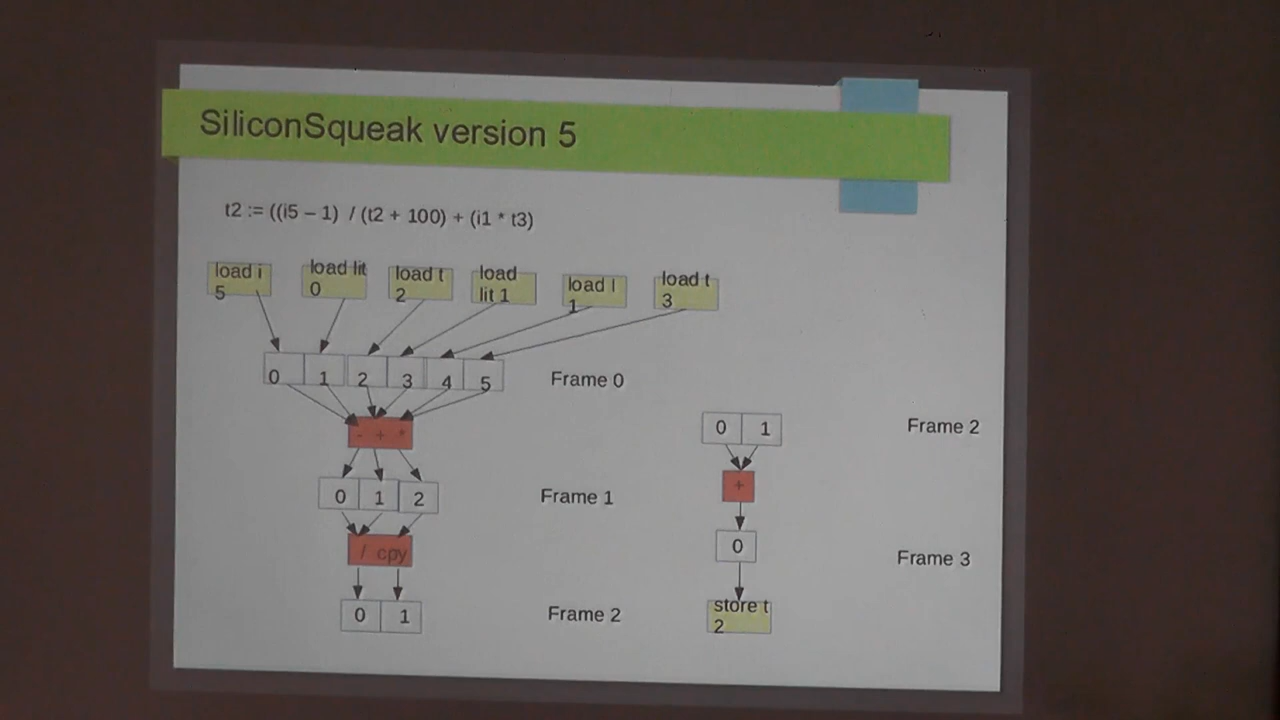 SiliconSqueak version 5
t2 := ((i5 – 1) / (t2 + 100) + (i1 * t3)
load i
5
load lit
0
load t
2
load
lit 1
load I
1
load t
3
0 1 2 3 4 5
Frame 0
- + *
0 1 2
Frame 1
/ cpy
0 1
Frame 2
0 1
Frame 2
+
0
Frame 3
store t
2